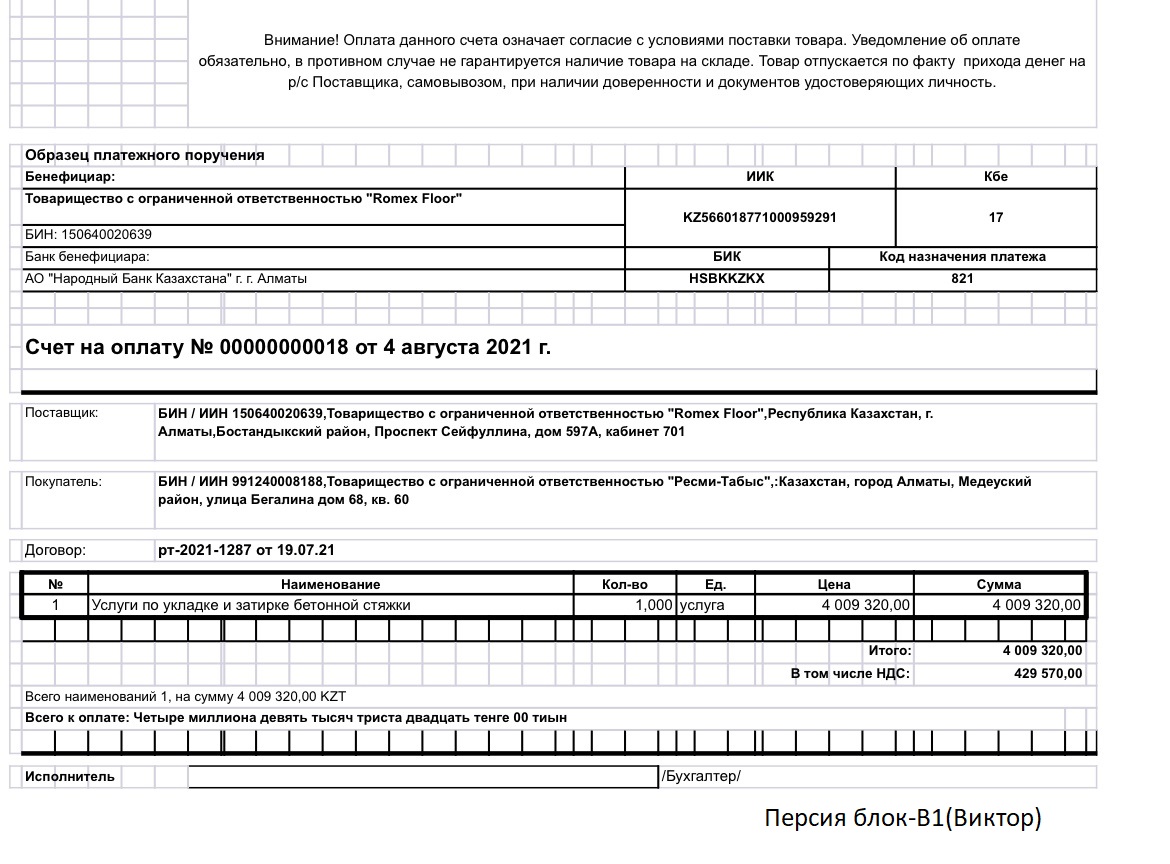 Внимание! Оплата данного счета означает согласие с условиями поставки товара. Уведомление об оплате
обязательно, в противном случае не гарантируется наличие товара на складе. Товар отпускается по факту прихода денег на
р/с Поставщика, самовывозом, при наличии доверенности и документов удостоверяющих личность.
Образец платежного поручения
Бенефициар: ИИК Кбе
Товарищество с ограниченной ответственностью "Romex Floor"
KZ566018771000959291 17
БИН: 150640020639
Банк бенефициара: БИК Код назначения платежа
АО "Народный Банк Казахстана" г. г. Алматы HSBKKZKX 821
Счет на оплату № 00000000018 от 4 августа 2021 г.
Поставщик: БИН / ИИН 150640020639,Товарищество с ограниченной ответственностью "Romex Floor",Республика Казахстан, г.
Алматы,Бостандыкский район, Проспект Сейфуллина, дом 597А, кабинет 701
Покупатель: БИН / ИИН 991240008188,Товарищество с ограниченной ответственностью "Ресми-Табыс",:Казахстан, город Алматы, Медеуский
район, улица Бегалина дом 68, кв. 60
Договор: рт-2021-1287 от 19.07.21
№ Наименование Кол-во Ед. Цена Сумма
1 Услуги по укладке и затирке бетонной стяжки 1,000 услуга 4 009 320,00 4 009 320,00
Итого: 4 009 320,00
В том числе НДС: 429 570,00
Всего наименований 1, на сумму 4 009 320,00 KZT
Всего к оплате: Четыре миллиона девять тысяч триста двадцать тенге 00 тиын
Исполнитель /Бухгалтер/
Персия блок-В1(Виктор)